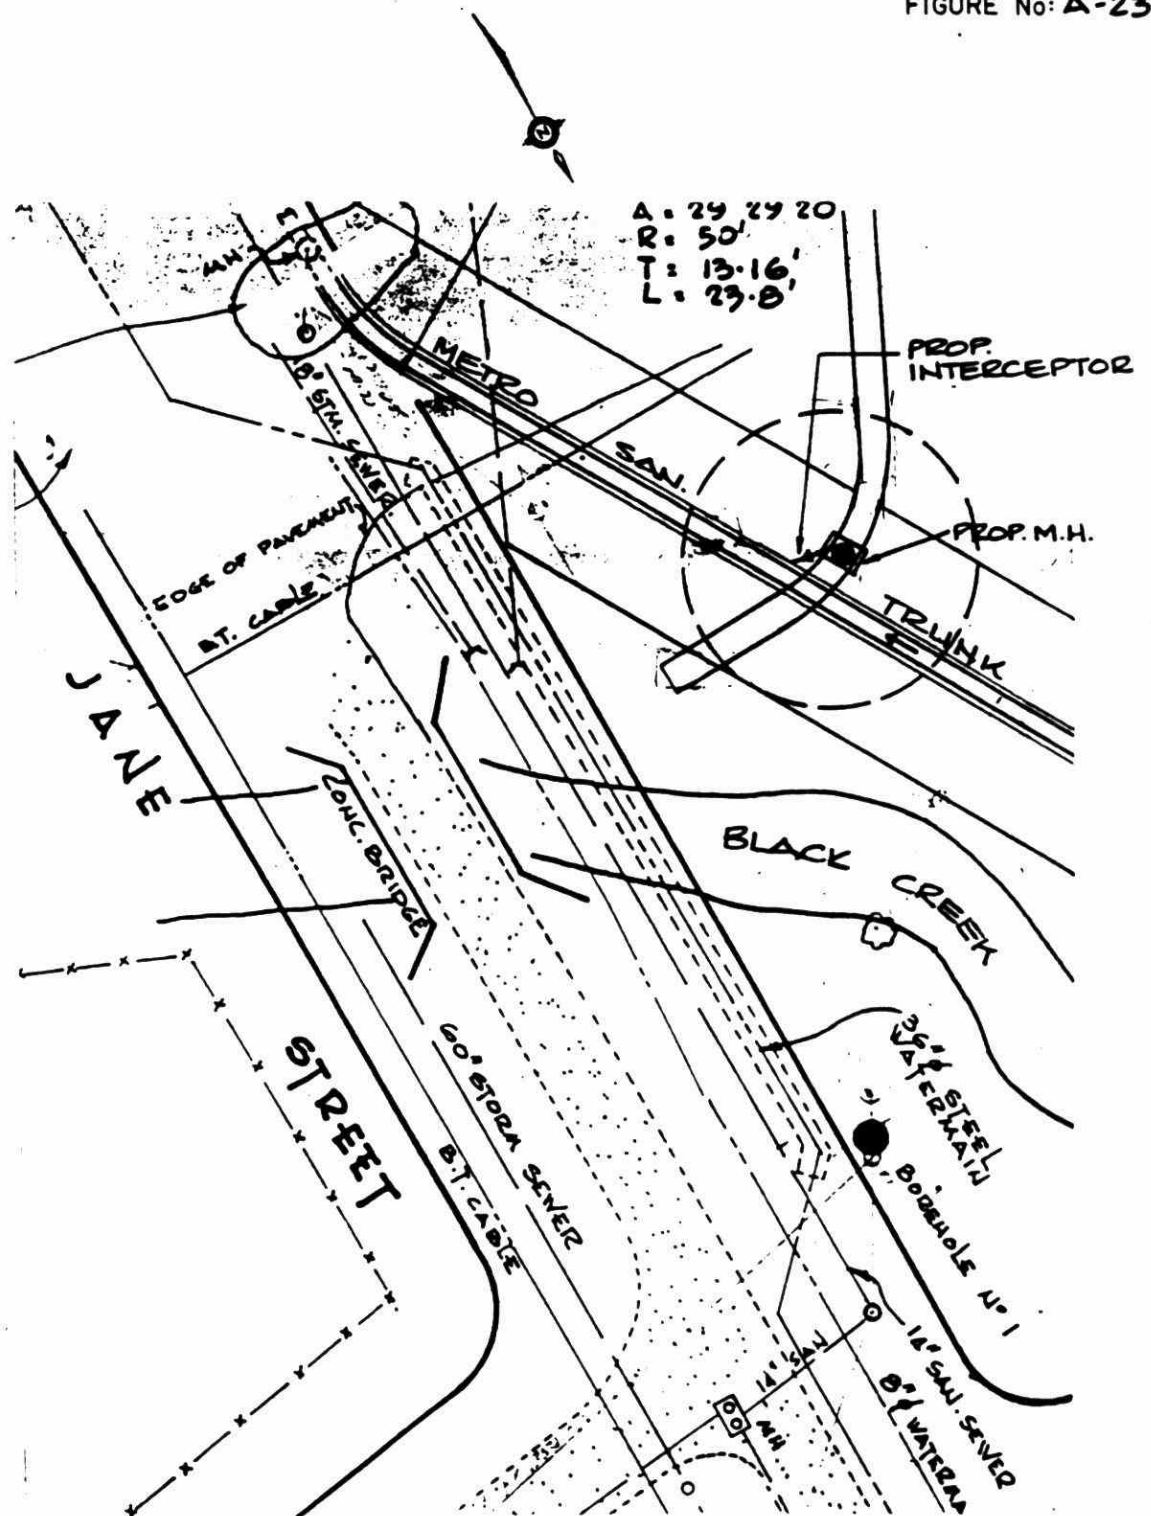 FIGURE No: A-23
Δ = 29 29 20
R = 50'
T = 13.16'
L = 23.8'
MH
METRO
SAN.
TRUNK
PROP.
INTERCEPTOR
PROP. M.H.
8" STM. SEWER
EDGE OF PAVEMENT
B.T. CABLE
JANE
STREET
CONC. BRIDGE
BLACK CREEK
60" STORM SEWER
B.T. CABLE
36"ϕ STEEL
WATERMAIN
BOREHOLE Nº 1
14" SAN
MH
14" SAN. SEWER
8"ϕ WATERMA